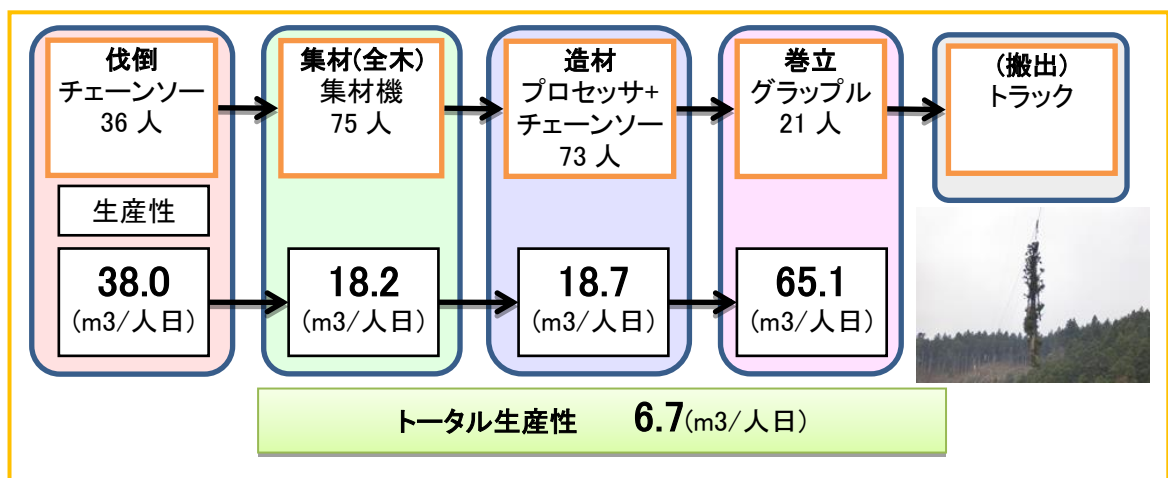 伐倒
チェーンソー
36 人
集材(全木)
集材機
75 人
造材
プロセッサ+
チェーンソー
73 人
巻立
グラップル
21 人
(搬出)
トラック
生産性
38.0
(m3/人日)
18.2
(m3/人日)
18.7
(m3/人日)
65.1
(m3/人日)
トータル生産性 6.7(m3/人日)